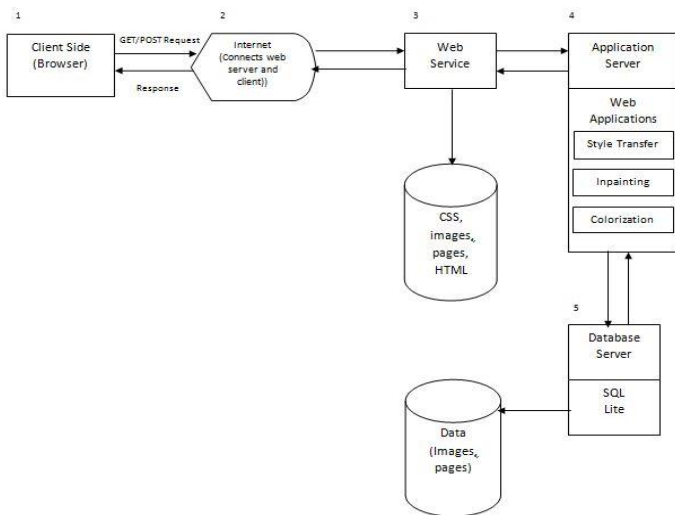 1
2
3
4
Client Side
(Browser)
GET/POST Request
Response
Internet
(Connects web
server and
client))
Web
Service
Application
Server
Web
Applications
Style Transfer
Inpainting
Colorization
CSS,
images,
pages,
HTML
5
Database
Server
SQL
Lite
Data
(Images,
pages)